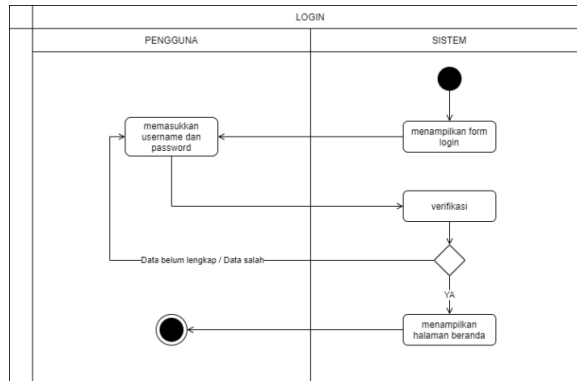 LOGIN
PENGGUNA
SISTEM
memasukkan
username dan
password
menampilkan form
login
verifikasi
Data belum lengkap / Data salah
YA
menampilkan
halaman beranda